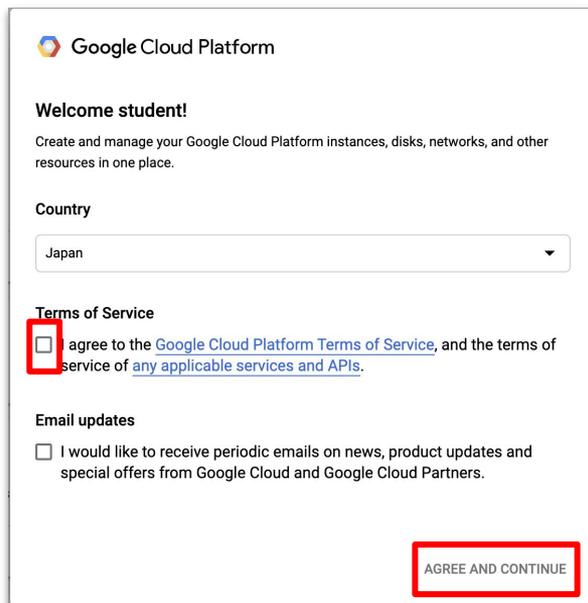 Google Cloud Platform
Welcome student!
Create and manage your Google Cloud Platform instances, disks, networks, and other
resources in one place.
Country
Japan
Terms of Service
I agree to the Google Cloud Platform Terms of Service, and the terms of
service of any applicable services and APIs.
Email updates
I would like to receive periodic emails on news, product updates and
special offers from Google Cloud and Google Cloud Partners.
AGREE AND CONTINUE